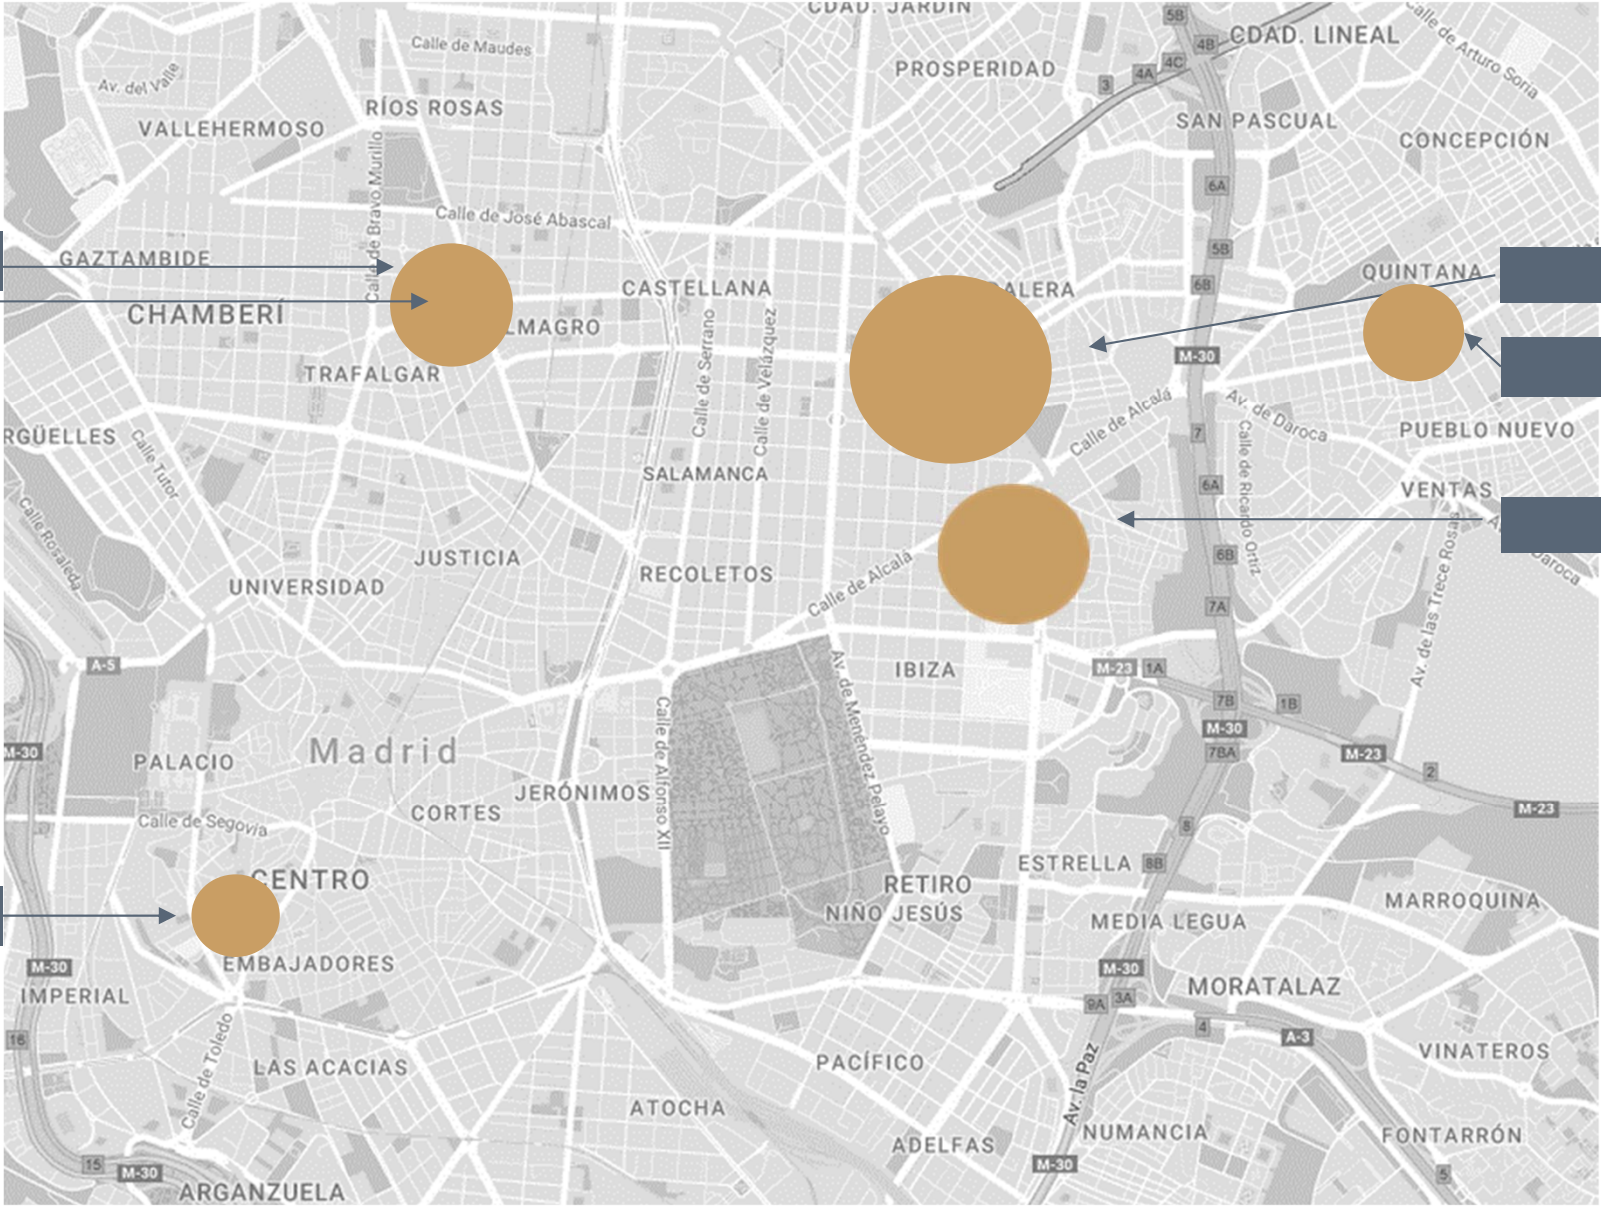 CDAD. JARDÍN
5B
CDAD. LINEAL
Calle de Arturo Soria
Calle de Maudes
4B
4C
4A
3
PROSPERIDAD
Av. del Valle
RÍOS ROSAS
VALLEHERMOSO
SAN PASCUAL
CONCEPCIÓN
Calle de Bravo Murillo
6A
Calle de José Abascal
5B
GAZTAMBIDE
QUINTANA
CASTELLANA
DALERA
6B
CHAMBERÍ
LMAGRO
Calle de Serrano
Calle de Velázquez
M-30
TRAFALGAR
Calle de Alcalá
Av. de Daroca
RGÜELLES
Calle Tutor
7
Calle de Ricardo Ortiz
PUEBLO NUEVO
SALAMANCA
6A
VENTAS
Calle Rosaleda
Daroca
JUSTICIA
6B
RECOLETOS
UNIVERSIDAD
Calle de Alcalá
7A
Av. de las Trece Rosas
A-5
IBIZA
M-23
1A
Av. de Menéndez Pelayo
7B
1B
Calle de Alfonso XII
M-30
M-30
Madrid
7BA
M-23
PALACIO
2
JERÓNIMOS
M-23
CORTES
Calle de Segovia
8
ESTRELLA
8B
CENTRO
RETIRO
NIÑO JESÚS
MARROQUINA
MEDIA LEGUA
EMBAJADORES
M-30
M-30
IMPERIAL
MORATALAZ
9A
3A
4
A-3
16
Calle de Toledo
VINATEROS
LAS ACACIAS
PACÍFICO
Av. la Paz
ATOCHA
NUMANCIA
FONTARRÓN
ADELFAS
15
M-30
M-30
5
ARGANZUELA